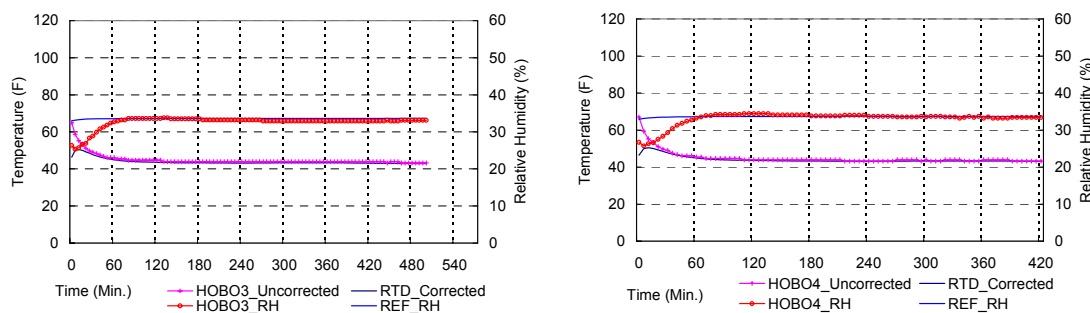 120
100
80
60
40
20
0
Temperature (F)
60
50
40
30
20
10
0
Relative Humidity (%)
0 60 120 180 240 300 360 420 480 540
Time (Min.)
HOBO3_Uncorrected RTD_Corrected
HOBO3_RH REF_RH
120
100
80
60
40
20
0
Temperature (F)
60
50
40
30
20
10
0
Relative Humidity (%)
0 60 120 180 240 300 360 420
Time (Min.)
HOBO4_Uncorrected RTD_Corrected
HOBO4_RH REF_RH